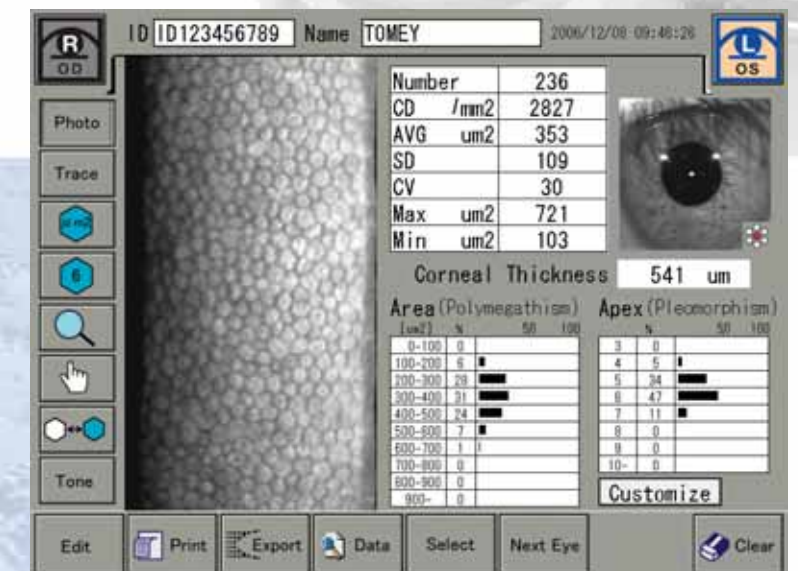 R
OD
ID ID123456789 Name TOMEY 2006/12/08 09:46:26
L
OS
Photo
Trace
6
Tone
Number 236
CD /mm2 2827
AVG um2 353
SD 109
CV 30
Max um2 721
Min um2 103
Corneal Thickness 541 um
Area(Polymegathism)
[um2] % 50 100
0-100 0
100-200 6
200-300 28
300-400 31
400-500 24
500-600 7
600-700 1
700-800 0
800-900 0
900- 0
Apex(Pleomorphism)
% 50 100
3 0
4 5
5 34
6 47
7 11
8 0
9 0
10- 0
Customize
Edit Print Export Data Select Next Eye Clear